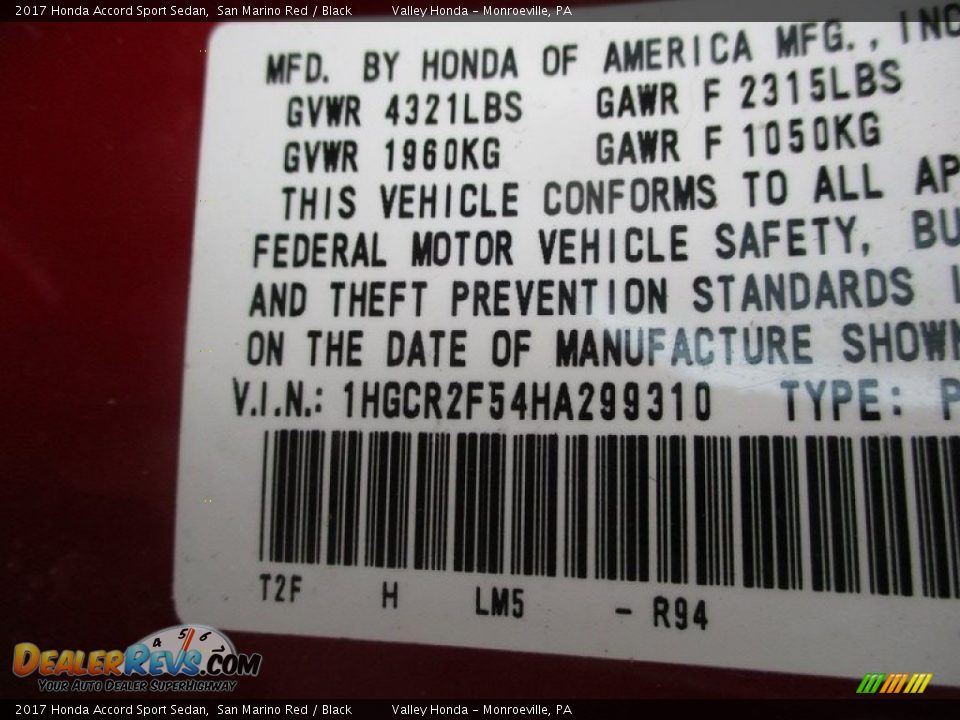 2017 Honda Accord Sport Sedan, San Marino Red / Black Valley Honda - Monroeville, PA
MFD. BY HONDA OF AMERICA MFG., INC
GVWR 4321LBS GAWR F 2315LBS
GVWR 1960KG GAWR F 1050KG
THIS VEHICLE CONFORMS TO ALL AP
FEDERAL MOTOR VEHICLE SAFETY, BU
AND THEFT PREVENTION STANDARDS
ON THE DATE OF MANUFACTURE SHOWN
V.I.N.: 1HGCR2F54HA299310 TYPE: P
T2F H LM5 - R94
4 5 6
DEALERREVS.COM
YOUR AUTO DEALER SUPERHIGHWAY
2017 Honda Accord Sport Sedan, San Marino Red / Black Valley Honda - Monroeville, PA